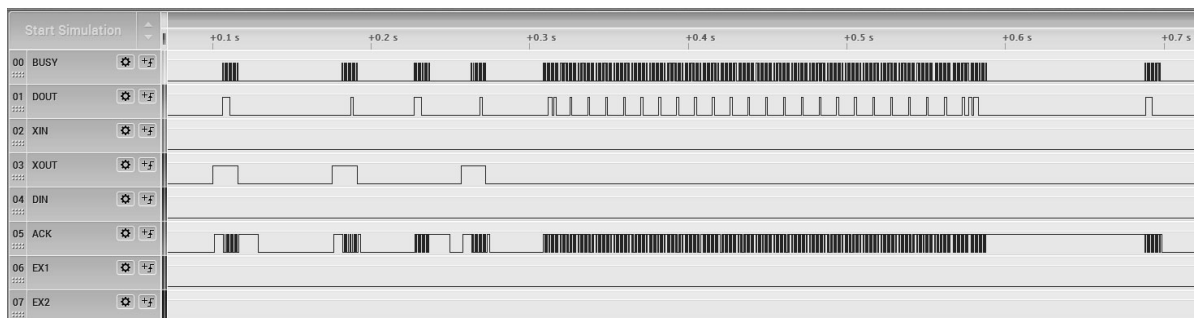 Start Simulation
+0.1 s +0.2 s +0.3 s +0.4 s +0.5 s +0.6 s +0.7 s
00 BUSY
01 DOUT
02 XIN
03 XOUT
04 DIN
05 ACK
06 EX1
07 EX2